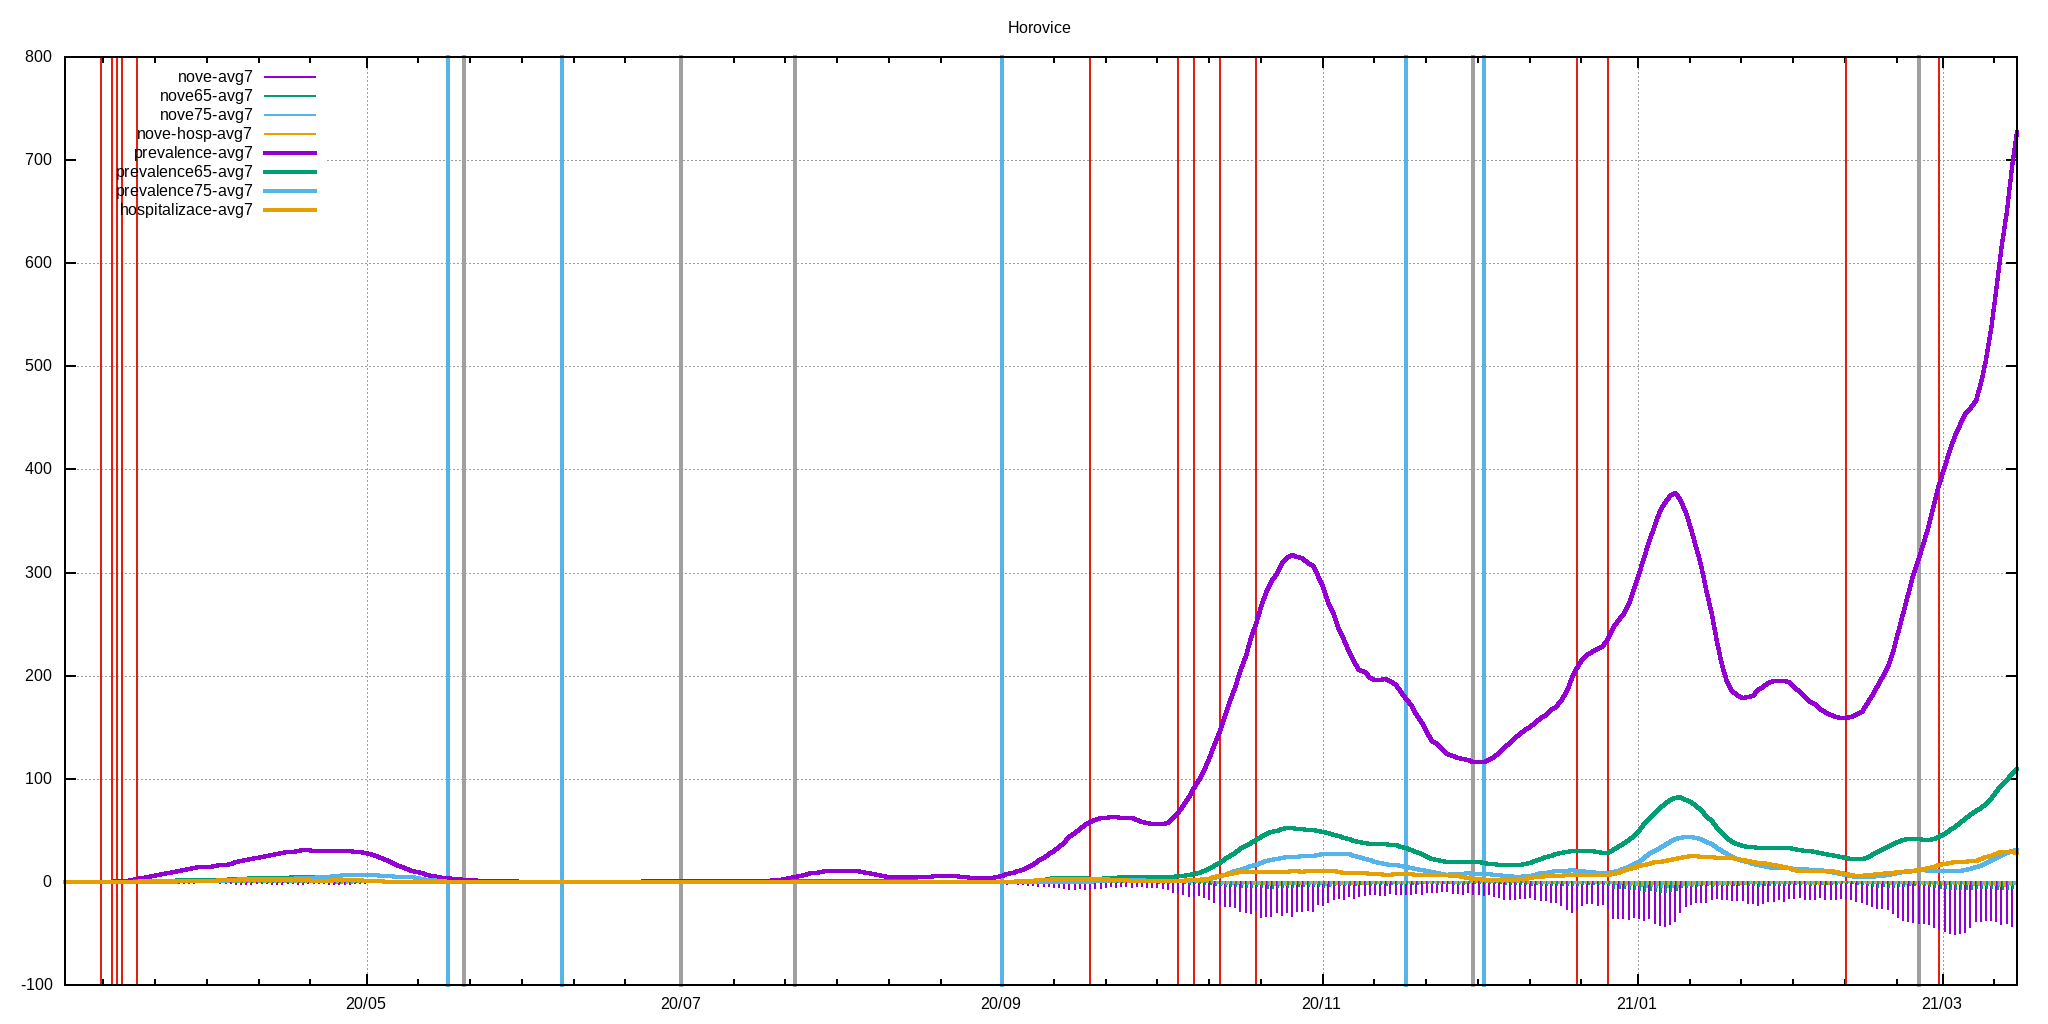 Horovice
800
700
600
500
400
300
200
100
0
-100
nove-avg7
nove65-avg7
nove75-avg7
nove-hosp-avg7
prevalence-avg7
prevalence65-avg7
prevalence75-avg7
hospitalizace-avg7
20/05
20/07
20/09
20/11
21/01
21/03